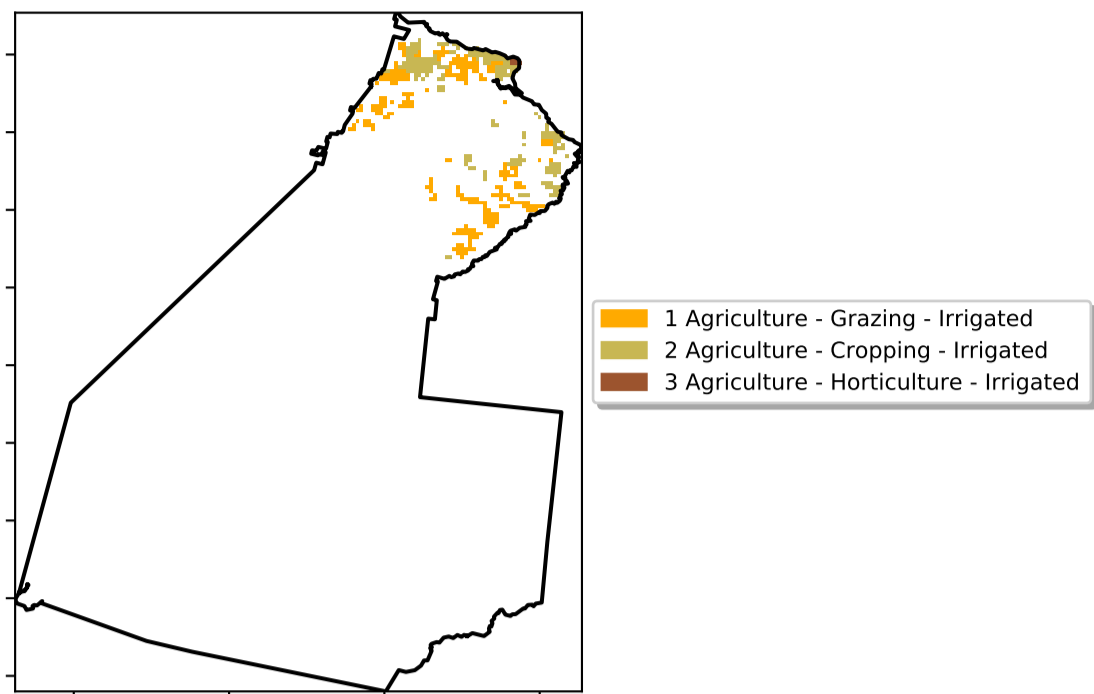 1 Agriculture - Grazing - Irrigated
2 Agriculture - Cropping - Irrigated
3 Agriculture - Horticulture - Irrigated